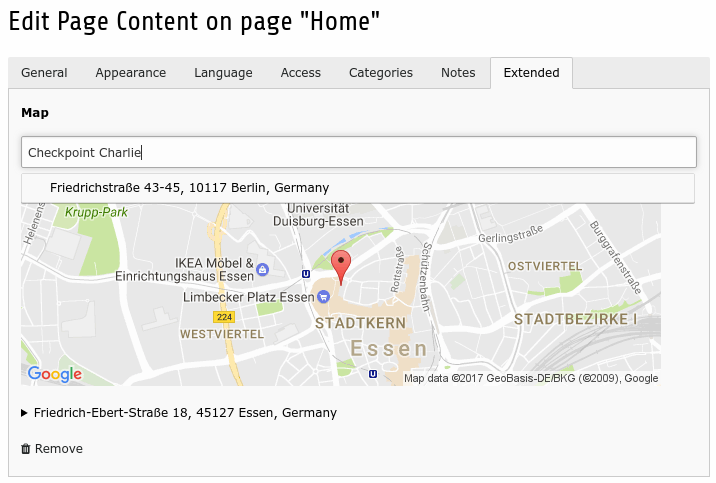 Edit Page Content on page "Home"
General Appearance Language Access Categories Notes Extended
Map
Checkpoint Charlie
Friedrichstraße 43-45, 10117 Berlin, Germany
Helenens
Krupp-Park
Universität
Duisburg-Essen
Gerlingstraße
Burggrafenstraße
IKEA Möbel &
Einrichtungshaus Essen
U
Rottstraße
Schützenbahn
OSTVIERTEL
Limbecker Platz Essen
224
WESTVIERTEL
STADTKERN
STADTBEZIRKE I
Essen
U
Google
Map data ©2017 GeoBasis-DE/BKG (©2009), Google
Friedrich-Ebert-Straße 18, 45127 Essen, Germany
Remove